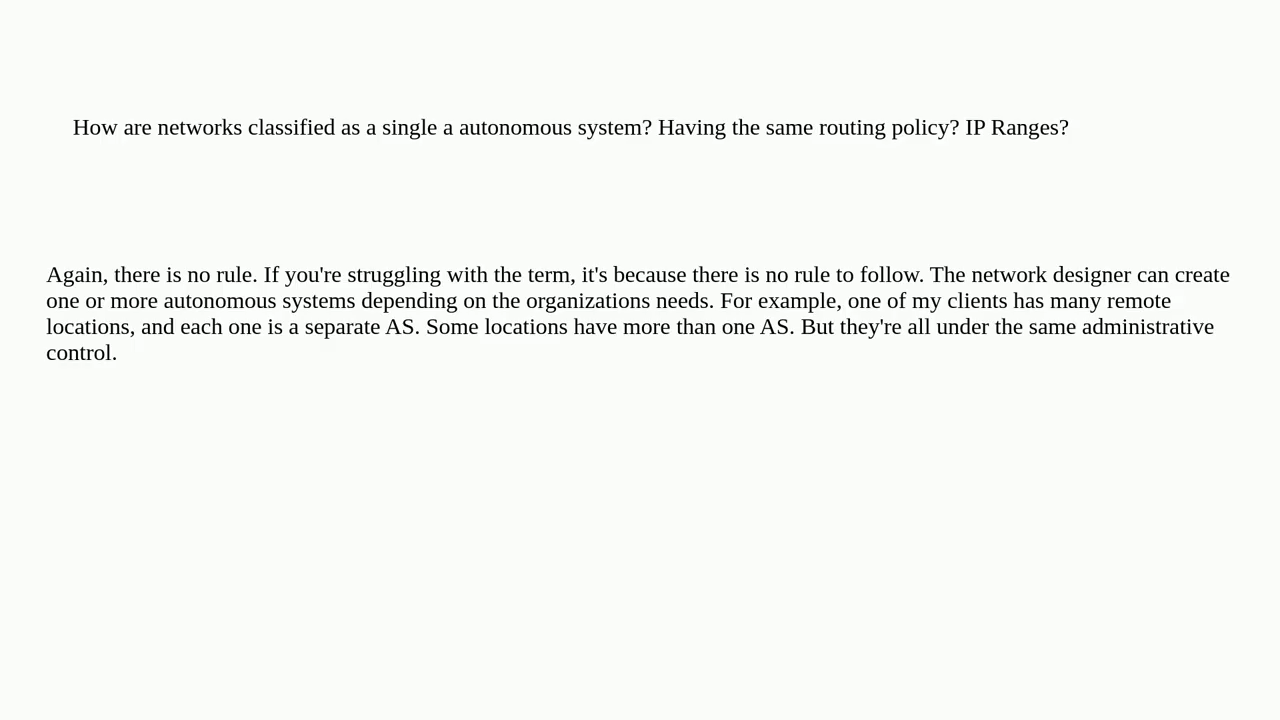 How are networks classified as a single a autonomous system? Having the same routing policy? IP Ranges?
Again, there is no rule. If you're struggling with the term, it's because there is no rule to follow. The network designer can create
one or more autonomous systems depending on the organizations needs. For example, one of my clients has many remote
locations, and each one is a separate AS. Some locations have more than one AS. But they're all under the same administrative
control.